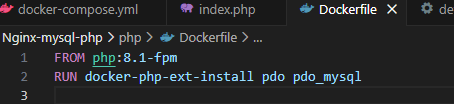 docker-compose.yml index.php Dockerfile de
Nginx-mysql-php > php > Dockerfile > ...
1 FROM php:8.1-fpm
2 RUN docker-php-ext-install pdo pdo_mysql
3